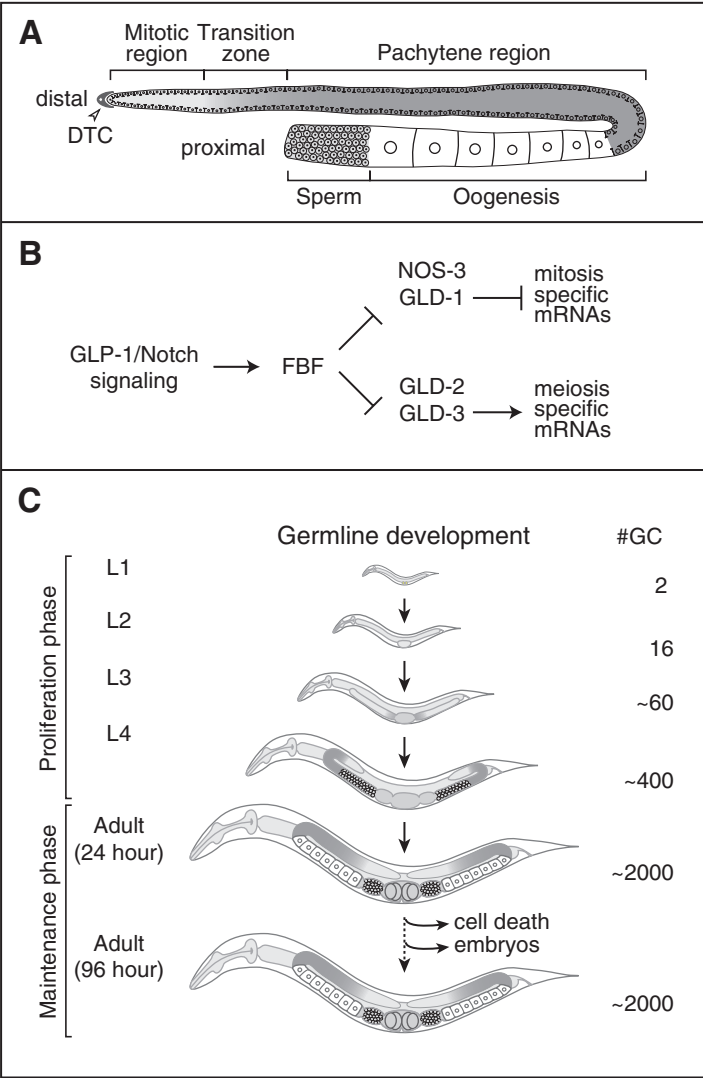 A
Mitotic region
Transition zone
Pachytene region
distal
DTC
proximal
Sperm
Oogenesis
B
GLP-1/Notch
signaling
FBF
NOS-3
GLD-1
mitosis
specific
mRNAs
GLD-2
GLD-3
meiosis
specific
mRNAs
C
Germline development
#GC
Proliferation phase
L1
2
L2
16
L3
~60
L4
~400
Maintenance phase
Adult
(24 hour)
~2000
cell death
embryos
Adult
(96 hour)
~2000